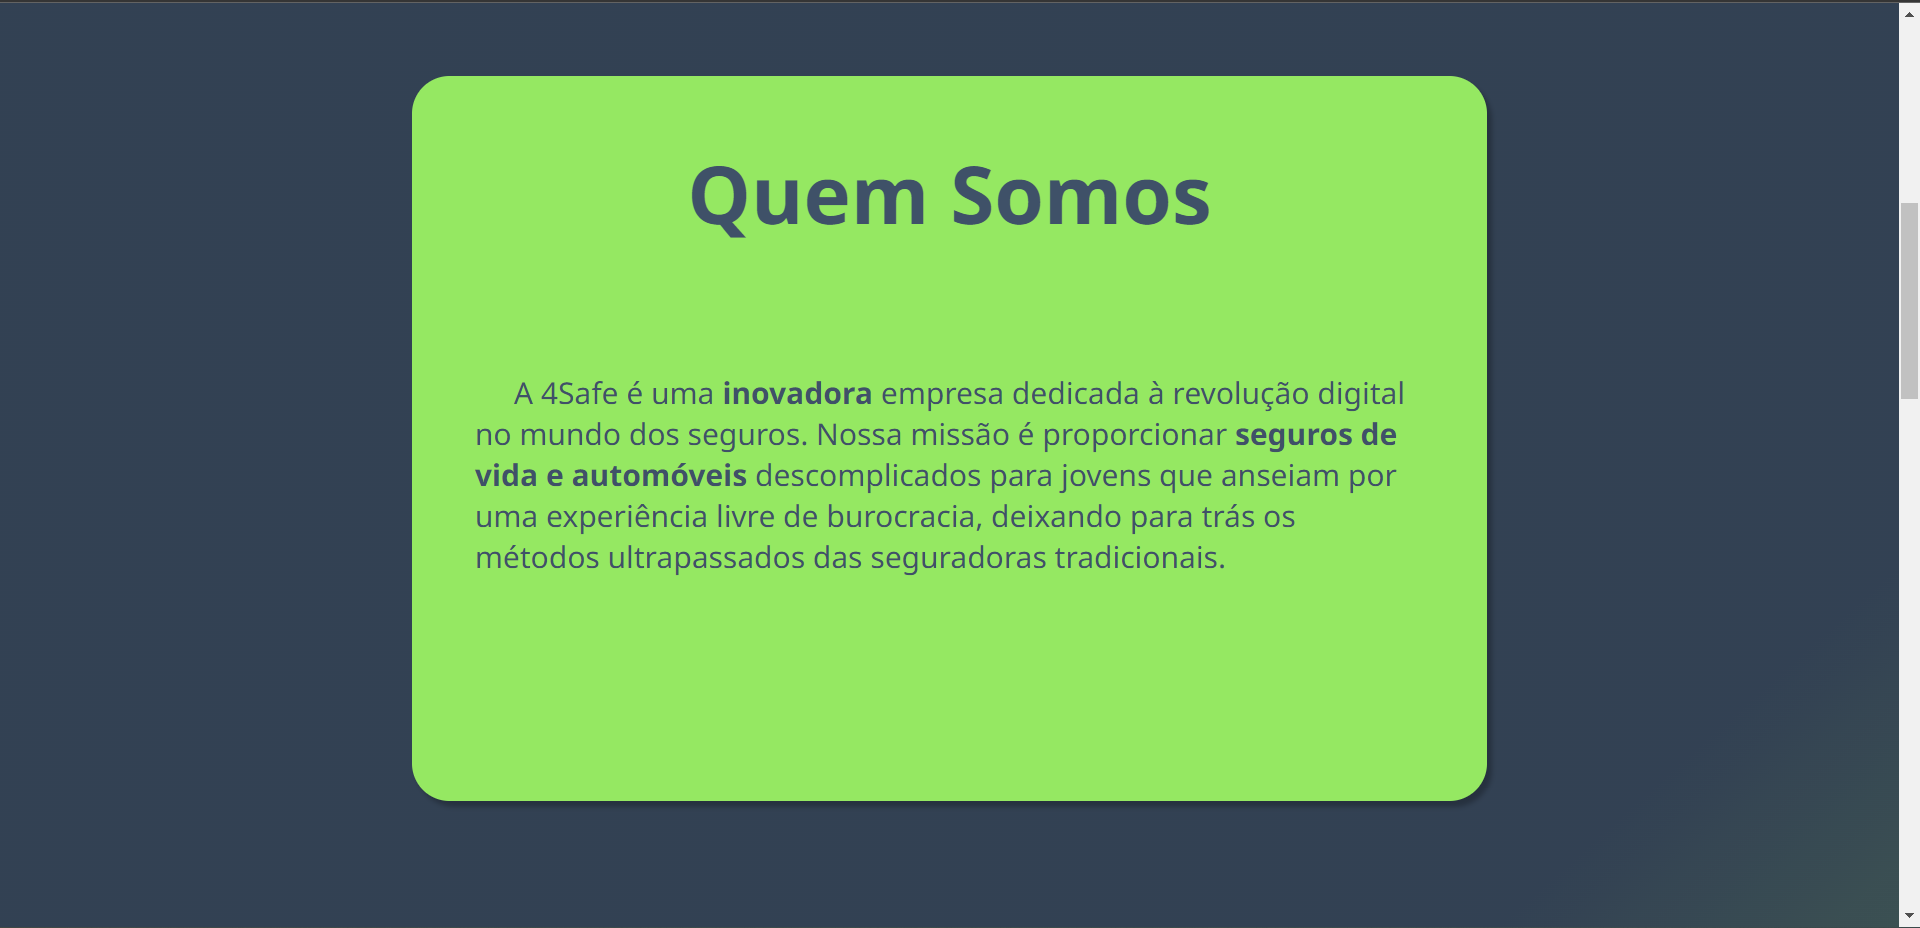 Quem Somos
A 4Safe é uma inovadora empresa dedicada à revolução digital
no mundo dos seguros. Nossa missão é proporcionar seguros de
vida e automóveis descomplicados para jovens que anseiam por
uma experiência livre de burocracia, deixando para trás os
métodos ultrapassados das seguradoras tradicionais.